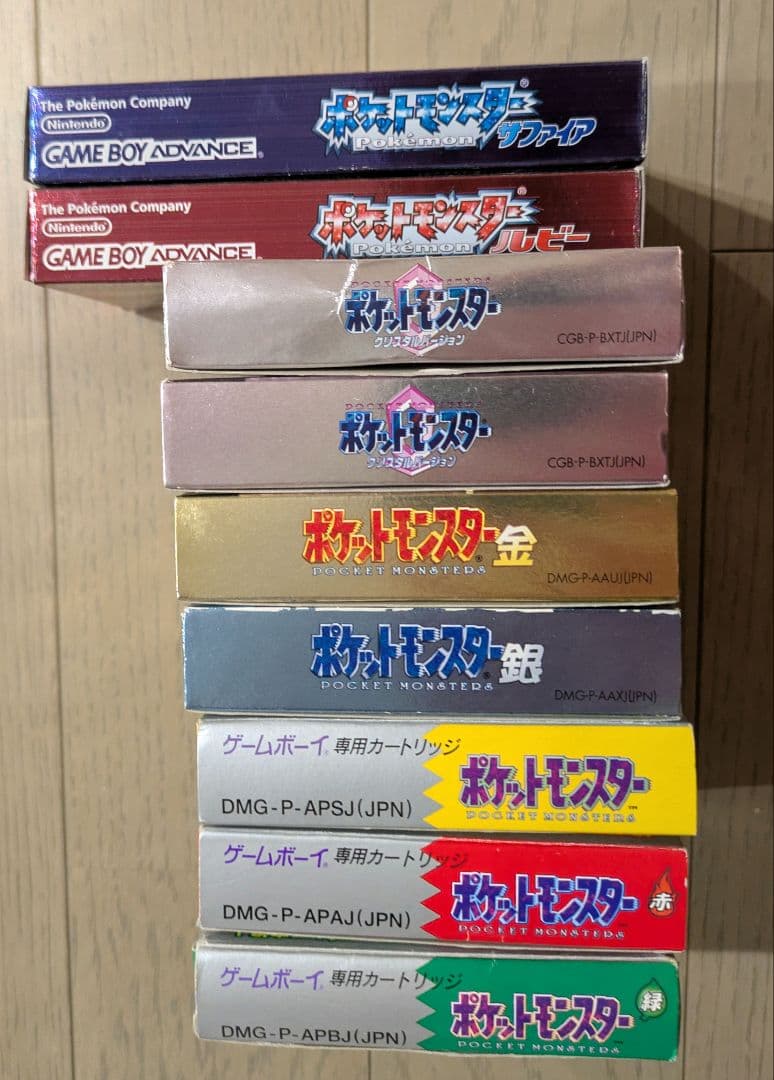 The Pokémon Company
Nintendo
GAME BOY ADVANCE
ポケットモンスター
Pokémon
サファイア
The Pokémon Company
Nintendo
GAME BOY ADVANCE
ポケットモンスター
Pokémon
ルビー
POCKET MONSTERS
ポケットモンスター
クリスタルバージョン
CGB-P-BXTJ(JPN)
POCKET MONSTERS
ポケットモンスター
クリスタルバージョン
CGB-P-BXTJ(JPN)
ポケットモンスター金
POCKET MONSTERS
DMG-P-AAUJ(JPN)
ポケットモンスター銀
POCKET MONSTERS
DMG-P-AAXJ(JPN)
ゲームボーイ専用カートリッジ
DMG-P-APSJ(JPN)
ポケットモンスター
POCKET MONSTERS
ゲームボーイ専用カートリッジ
DMG-P-APAJ(JPN)
ポケットモンスター 赤
POCKET MONSTERS
ゲームボーイ専用カートリッジ
DMG-P-APBJ(JPN)
ポケットモンスター 緑
POCKET MONSTERS